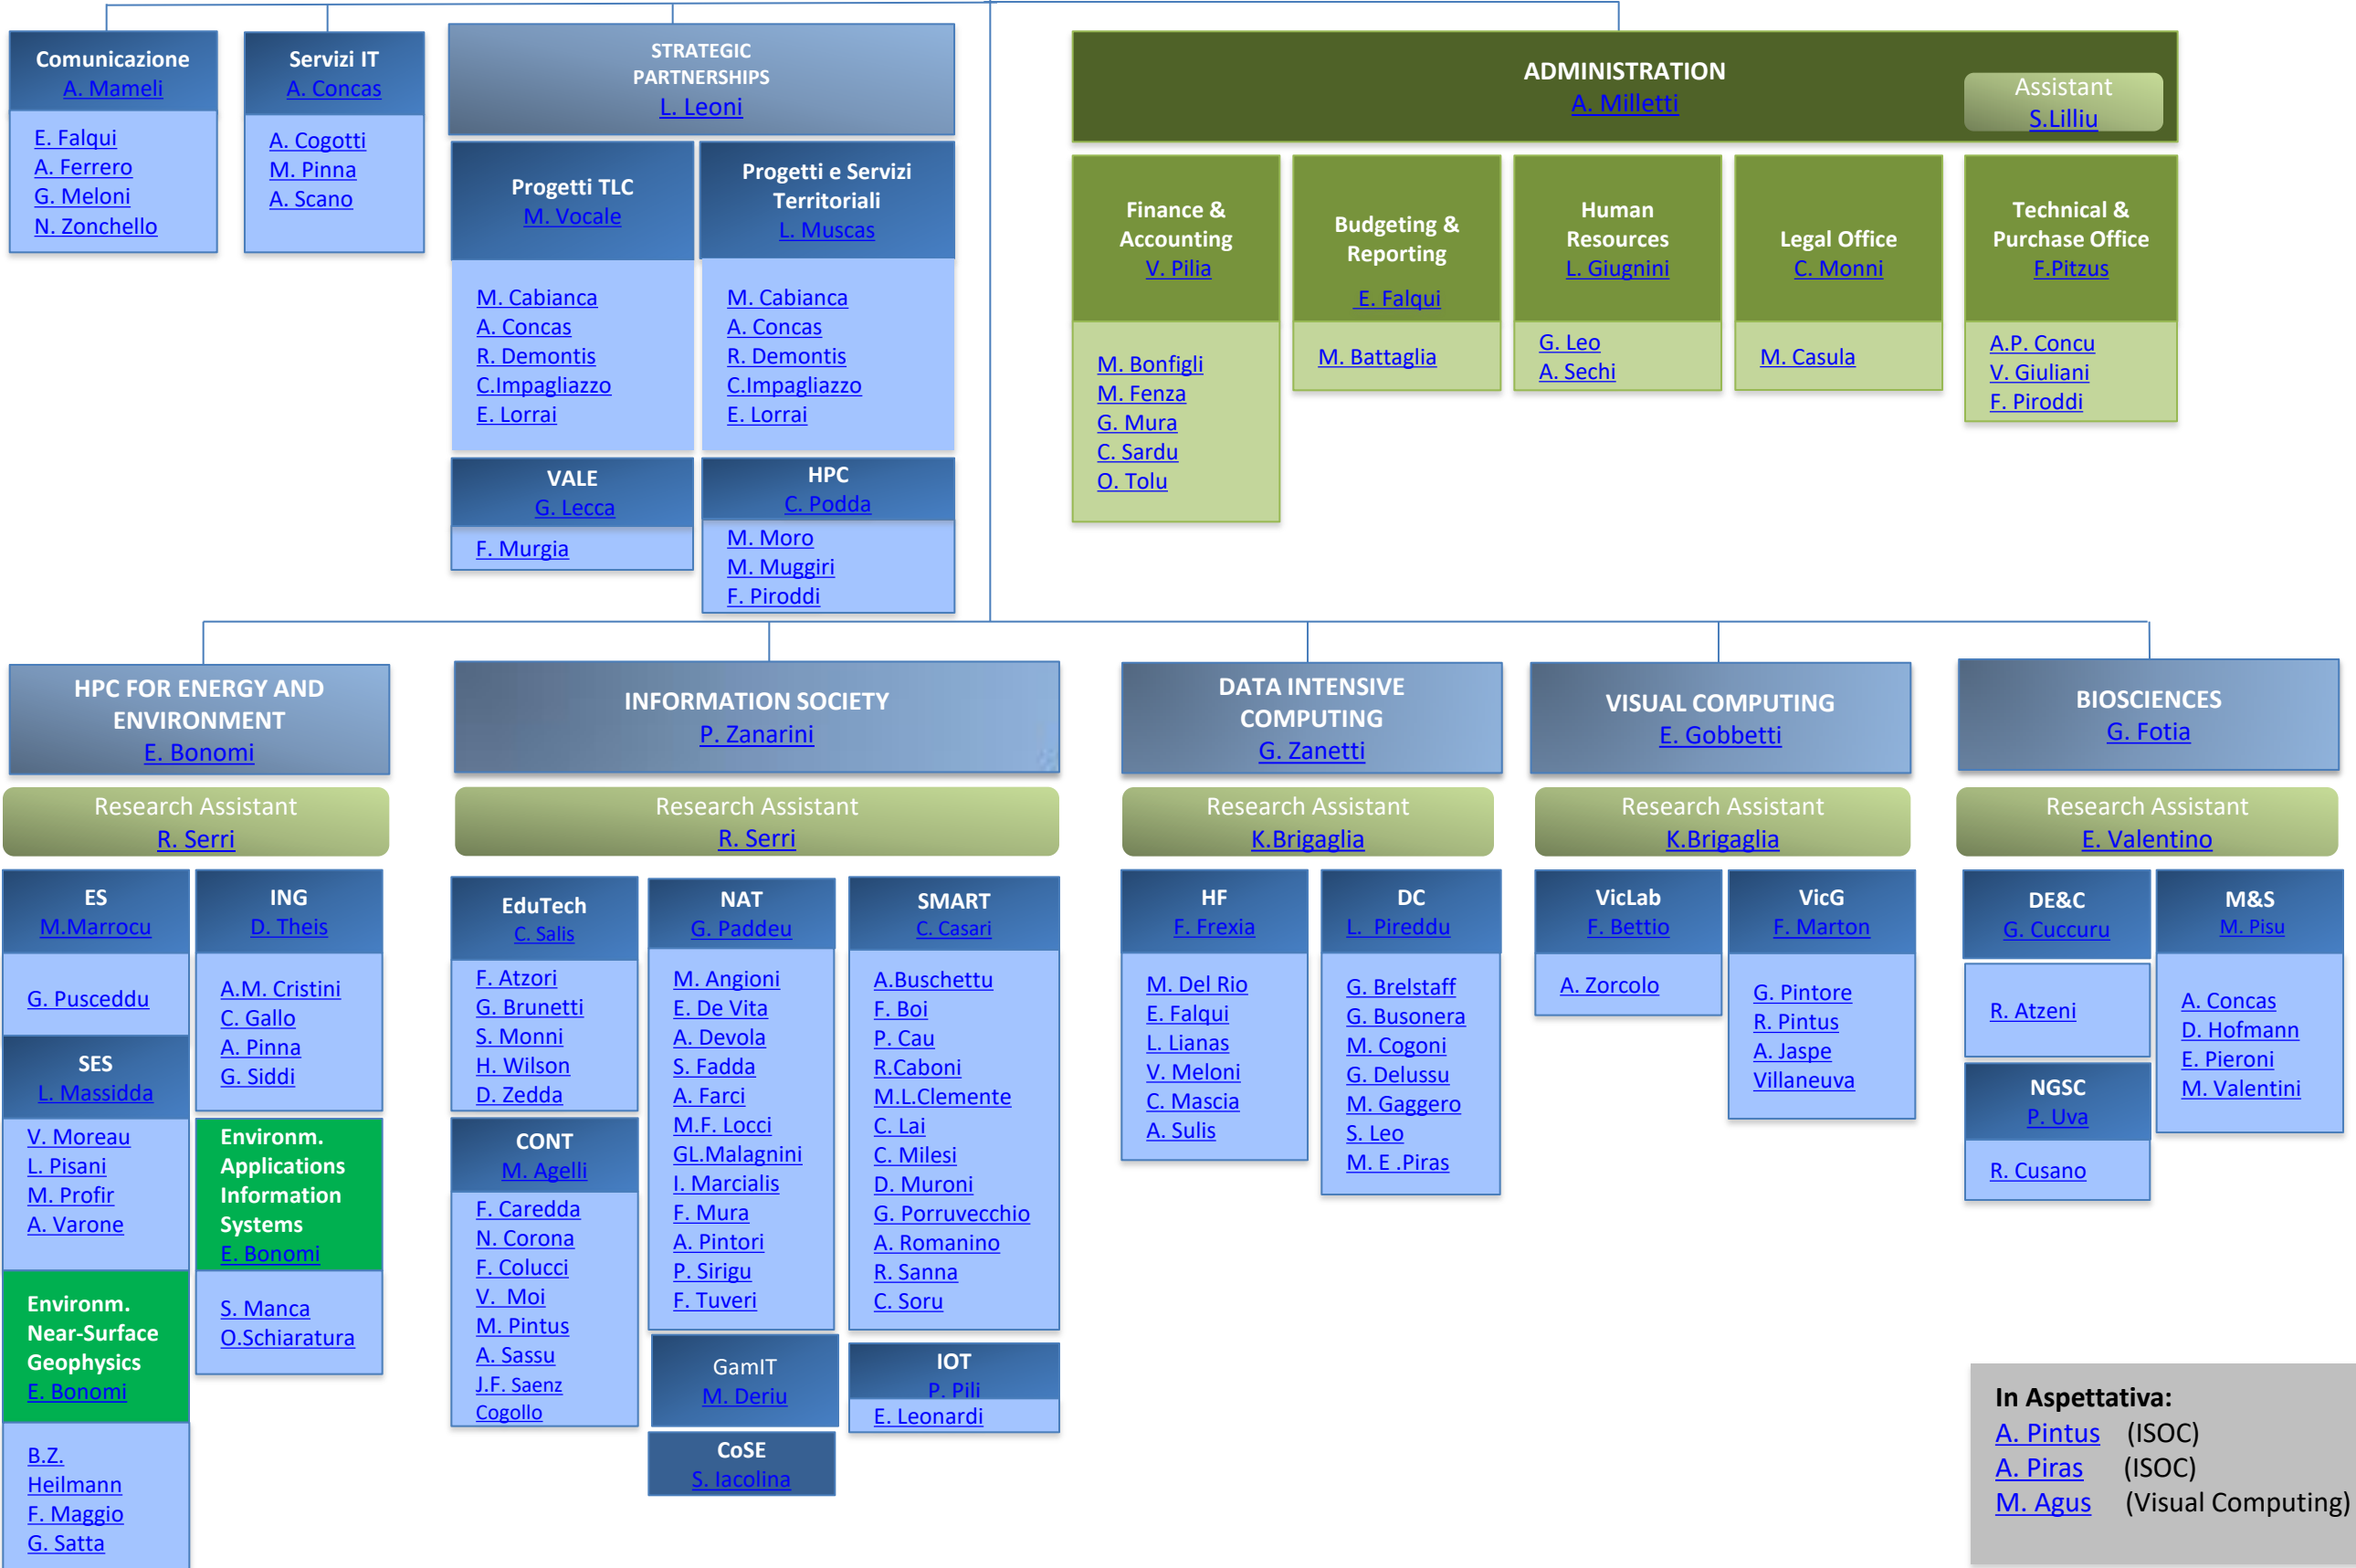 Comunicazione
A. Mameli
E. Falqui
A. Ferrero
G. Meloni
N. Zonchello
Servizi IT
A. Concas
A. Cogotti
M. Pinna
A. Scano
STRATEGIC
PARTNERSHIPS
L. Leoni
Progetti TLC
M. Vocale
M. Cabianca
A. Concas
R. Demontis
C.Impagliazzo
E. Lorrai
Progetti e Servizi
Territoriali
L. Muscas
M. Cabianca
A. Concas
R. Demontis
C.Impagliazzo
E. Lorrai
VALE
G. Lecca
F. Murgia
HPC
C. Podda
M. Moro
M. Muggiri
F. Piroddi
ADMINISTRATION
A. Milletti
Assistant
S.Lilliu
Finance &
Accounting
V. Pilia
M. Bonfigli
M. Fenza
G. Mura
C. Sardu
O. Tolu
Budgeting &
Reporting
E. Falqui
M. Battaglia
Human
Resources
L. Giugnini
G. Leo
A. Sechi
Legal Office
C. Monni
M. Casula
Technical &
Purchase Office
F.Pitzus
A.P. Concu
V. Giuliani
F. Piroddi
HPC FOR ENERGY AND
ENVIRONMENT
E. Bonomi
Research Assistant
R. Serri
ES
M.Marrocu
G. Pusceddu
SES
L. Massidda
V. Moreau
L. Pisani
M. Profir
A. Varone
Environm.
Near-Surface
Geophysics
E. Bonomi
B.Z.
Heilmann
F. Maggio
G. Satta
ING
D. Theis
A.M. Cristini
C. Gallo
A. Pinna
G. Siddi
Environm.
Applications
Information
Systems
E. Bonomi
S. Manca
O.Schiaratura
INFORMATION SOCIETY
P. Zanarini
Research Assistant
R. Serri
EduTech
C. Salis
F. Atzori
G. Brunetti
S. Monni
H. Wilson
D. Zedda
CONT
M. Agelli
F. Caredda
N. Corona
F. Colucci
V. Moi
M. Pintus
A. Sassu
J.F. Saenz
Cogollo
NAT
G. Paddeu
M. Angioni
E. De Vita
A. Devola
S. Fadda
A. Farci
M.F. Locci
GL.Malagnini
I. Marcialis
F. Mura
A. Pintori
P. Sirigu
F. Tuveri
GamIT
M. Deriu
CoSE
S. Iacolina
SMART
C. Casari
A.Buschettu
F. Boi
P. Cau
R.Caboni
M.L.Clemente
C. Lai
C. Milesi
D. Muroni
G. Porruvecchio
A. Romanino
R. Sanna
C. Soru
IOT
P. Pili
E. Leonardi
DATA INTENSIVE
COMPUTING
G. Zanetti
Research Assistant
K.Brigaglia
HF
F. Frexia
M. Del Rio
E. Falqui
L. Lianas
V. Meloni
C. Mascia
A. Sulis
DC
L. Pireddu
G. Brelstaff
G. Busonera
M. Cogoni
G. Delussu
M. Gaggero
S. Leo
M. E .Piras
VISUAL COMPUTING
E. Gobbetti
Research Assistant
K.Brigaglia
VicLab
F. Bettio
A. Zorcolo
VicG
F. Marton
G. Pintore
R. Pintus
A. Jaspe
Villaneuva
BIOSCIENCES
G. Fotia
Research Assistant
E. Valentino
DE&C
G. Cuccuru
R. Atzeni
NGSC
P. Uva
R. Cusano
M&S
M. Pisu
A. Concas
D. Hofmann
E. Pieroni
M. Valentini
In Aspettativa:
A. Pintus (ISOC)
A. Piras (ISOC)
M. Agus (Visual Computing)